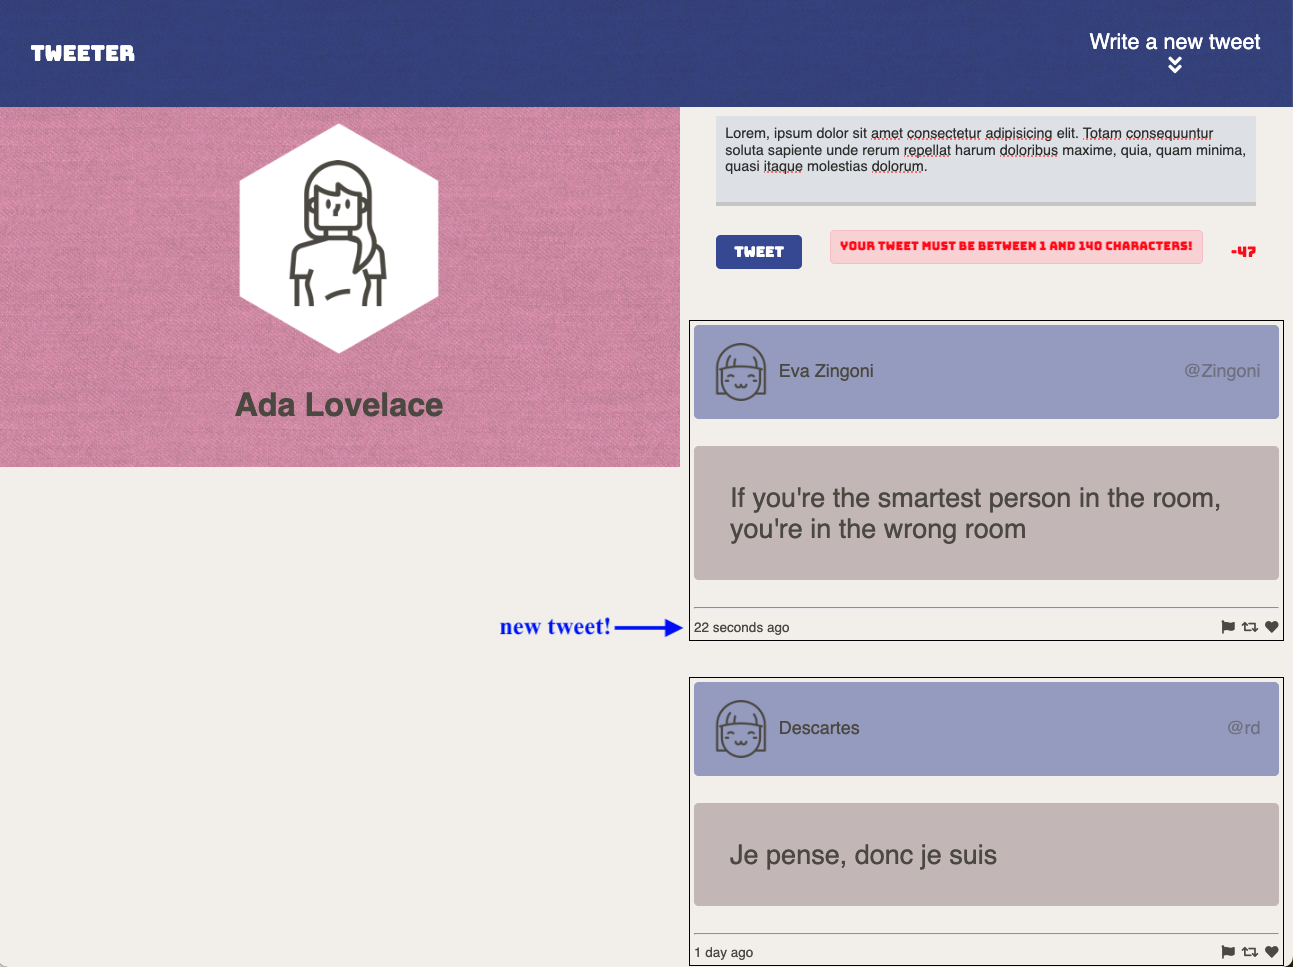 TWEETER
Write a new tweet
Lorem, ipsum dolor sit amet consectetur adipisicing elit. Totam consequuntur
soluta sapiente unde rerum repellat harum doloribus maxime, quia, quam minima,
quasi itaque molestias dolorum.
TWEET
YOUR TWEET MUST BE BETWEEN 1 AND 140 CHARACTERS!
-47
Ada Lovelace
Eva Zingoni
@Zingoni
If you're the smartest person in the room,
you're in the wrong room
new tweet!
22 seconds ago
Descartes
@rd
Je pense, donc je suis
1 day ago